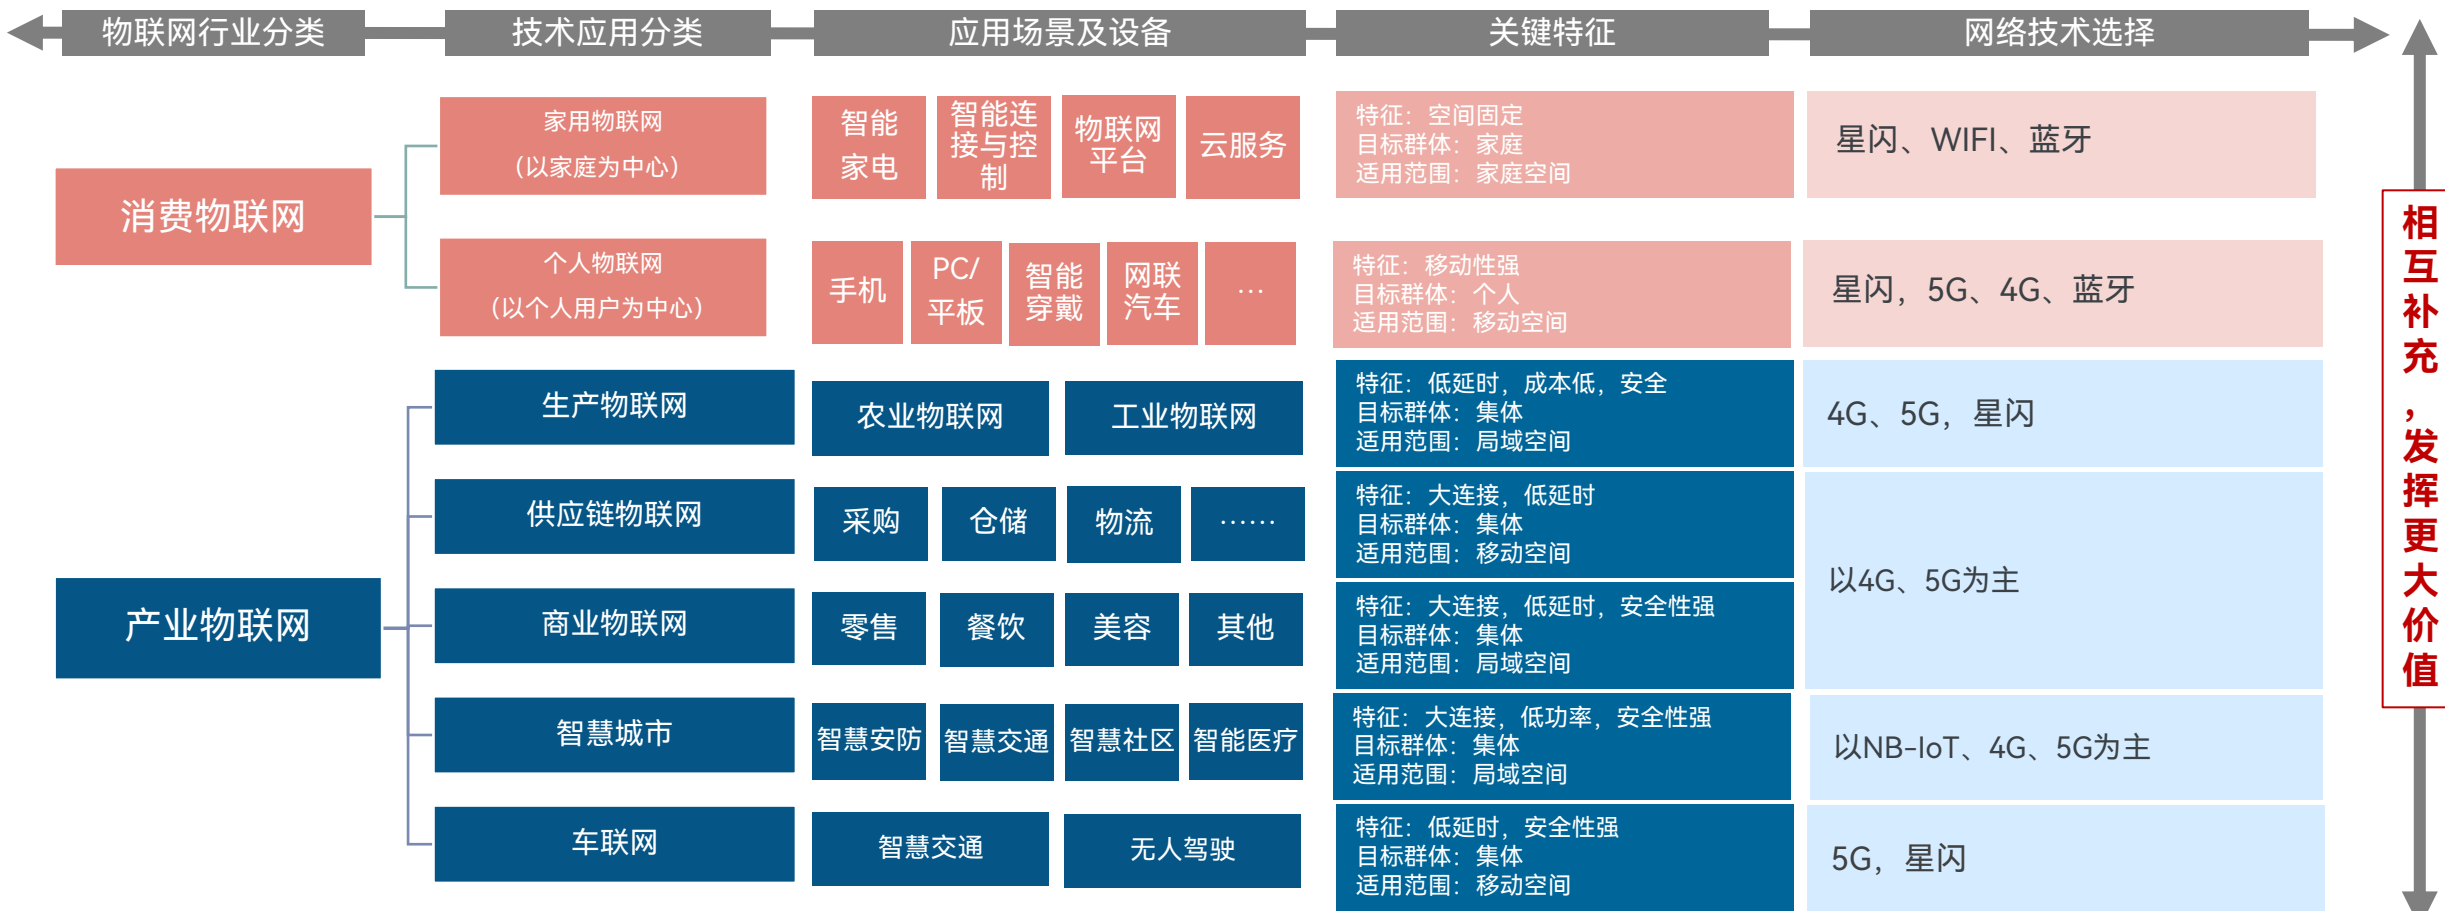 物联网行业分类
技术应用分类
应用场景及设备
关键特征
网络技术选择
消费物联网
家用物联网
（以家庭为中心）
智能
家电
智能连
接与控
制
物联网
平台
云服务
特征：空间固定
目标群体：家庭
适用范围：家庭空间
星闪、WIFI、蓝牙
个人物联网
（以个人用户为中心）
手机
PC/
平板
智能
穿戴
网联
汽车
…
特征：移动性强
目标群体：个人
适用范围：移动空间
星闪，5G、4G、蓝牙
产业物联网
生产物联网
农业物联网
工业物联网
特征：低延时，成本低，安全
目标群体：集体
适用范围：局域空间
4G、5G，星闪
供应链物联网
采购
仓储
物流
……
特征：大连接，低延时
目标群体：集体
适用范围：移动空间
以4G、5G为主
商业物联网
零售
餐饮
美容
其他
特征：大连接，低延时，安全性强
目标群体：集体
适用范围：局域空间
智慧城市
智慧安防
智慧交通
智慧社区
智能医疗
特征：大连接，低功率，安全性强
目标群体：集体
适用范围：局域空间
以NB-IoT、4G、5G为主
车联网
智慧交通
无人驾驶
特征：低延时，安全性强
目标群体：集体
适用范围：移动空间
5G，星闪
相互补充，发挥更大价值